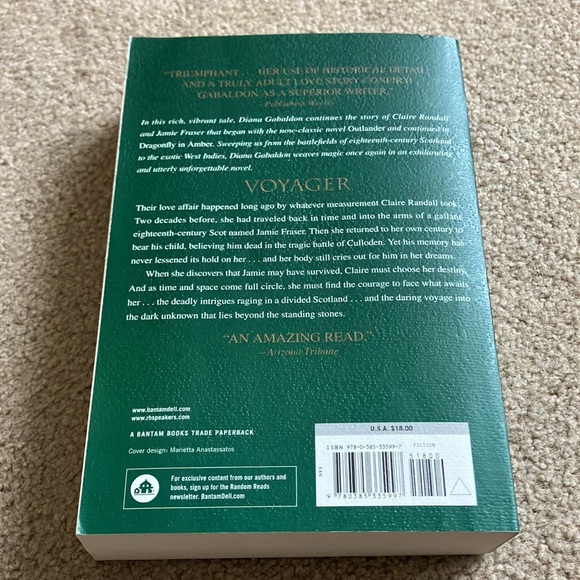 "TRIUMPHANT . . . HER USE OF HISTORICAL DETAIL
AND A TRULY ADULT LOVE STORY CONFIRM
GABALDON AS A SUPERIOR WRITER."
—Publishers Weekly
In this rich, vibrant tale, Diana Gabaldon continues the story of Claire Randall
and Jamie Fraser that began with the now-classic novel Outlander and continued in
Dragonfly in Amber. Sweeping us from the battlefields of eighteenth-century Scotland
to the exotic West Indies, Diana Gabaldon weaves magic once again in an exhilarating
and utterly unforgettable novel.
VOYAGER
Their love affair happened long ago by whatever measurement Claire Randall took.
Two decades before, she had traveled back in time and into the arms of a gallant
eighteenth-century Scot named Jamie Fraser. Then she returned to her own century to
bear his child, believing him dead in the tragic battle of Culloden. Yet his memory has
never lessened its hold on her . . . and her body still cries out for him in her dreams.
When she discovers that Jamie may have survived, Claire must choose her destiny.
And as time and space come full circle, she must find the courage to face what awaits
her . . . the deadly intrigues raging in a divided Scotland . . . and the daring voyage into
the dark unknown that lies beyond the standing stones.
"AN AMAZING READ."
—Arizona Tribune
www.bantamdell.com
www.rhspeakers.com
A BANTAM BOOKS TRADE PAPERBACK
Cover design: Marietta Anastassatos
For exclusive content from our authors and
books, sign up for the Random Reads
newsletter. BantamDell.com
U.S.A. $18.00
ISBN 978-0-385-33599-7
FICTION
51800
EAN
9 780385 335997